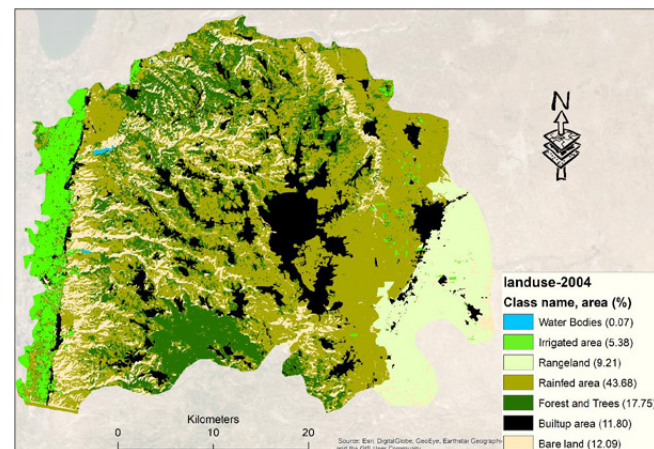 N
landuse-2004
Class name, area (%)
Water Bodies (0.07)
Irrigated area (5.38)
Rangeland (9.21)
Rainfed area (43.68)
Forest and Trees (17.75)
Builtup area (11.80)
Bare land (12.09)
Kilometers
0 10 20
Source: Esri, DigitalGlobe, GeoEye, Earthstar Geographi
and the GIS User Community